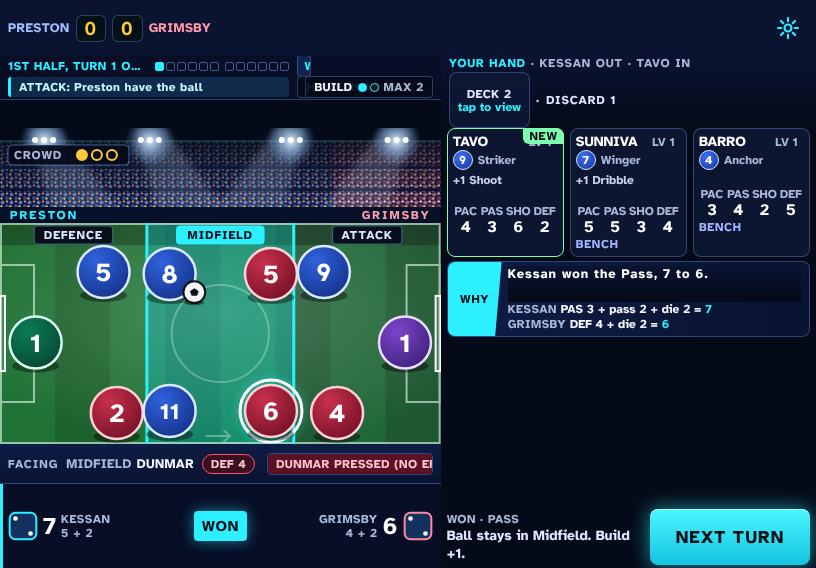 PRESTON 0 0 GRIMSBY
1ST HALF, TURN 1 O...
ATTACK: Preston have the ball
BUILD MAX 2
CROWD
PRESTON GRIMSBY
DEFENCE MIDFIELD ATTACK
5 8 5 9
1 1
2 11 6 4
FACING MIDFIELD DUNMAR DEF 4 DUNMAR PRESSED (NO
7 KESSAN 5 + 2
WON
GRIMSBY 4 + 2 6
YOUR HAND · KESSAN OUT · TAVO IN
DECK 2
tap to view
· DISCARD 1
NEW
TAVO
9 Striker
+1 Shoot
PAC PAS SHO DEF
4 3 6 2
SUNNIVA LV 1
7 Winger
+1 Dribble
PAC PAS SHO DEF
5 5 3 4
BENCH
BARRO LV 1
4 Anchor
PAC PAS SHO DEF
3 4 2 5
BENCH
WHY
Kessan won the Pass, 7 to 6.
KESSAN PAS 3 + pass 2 + die 2 = 7
GRIMSBY DEF 4 + die 2 = 6
WON · PASS
Ball stays in Midfield. Build
+1.
NEXT TURN